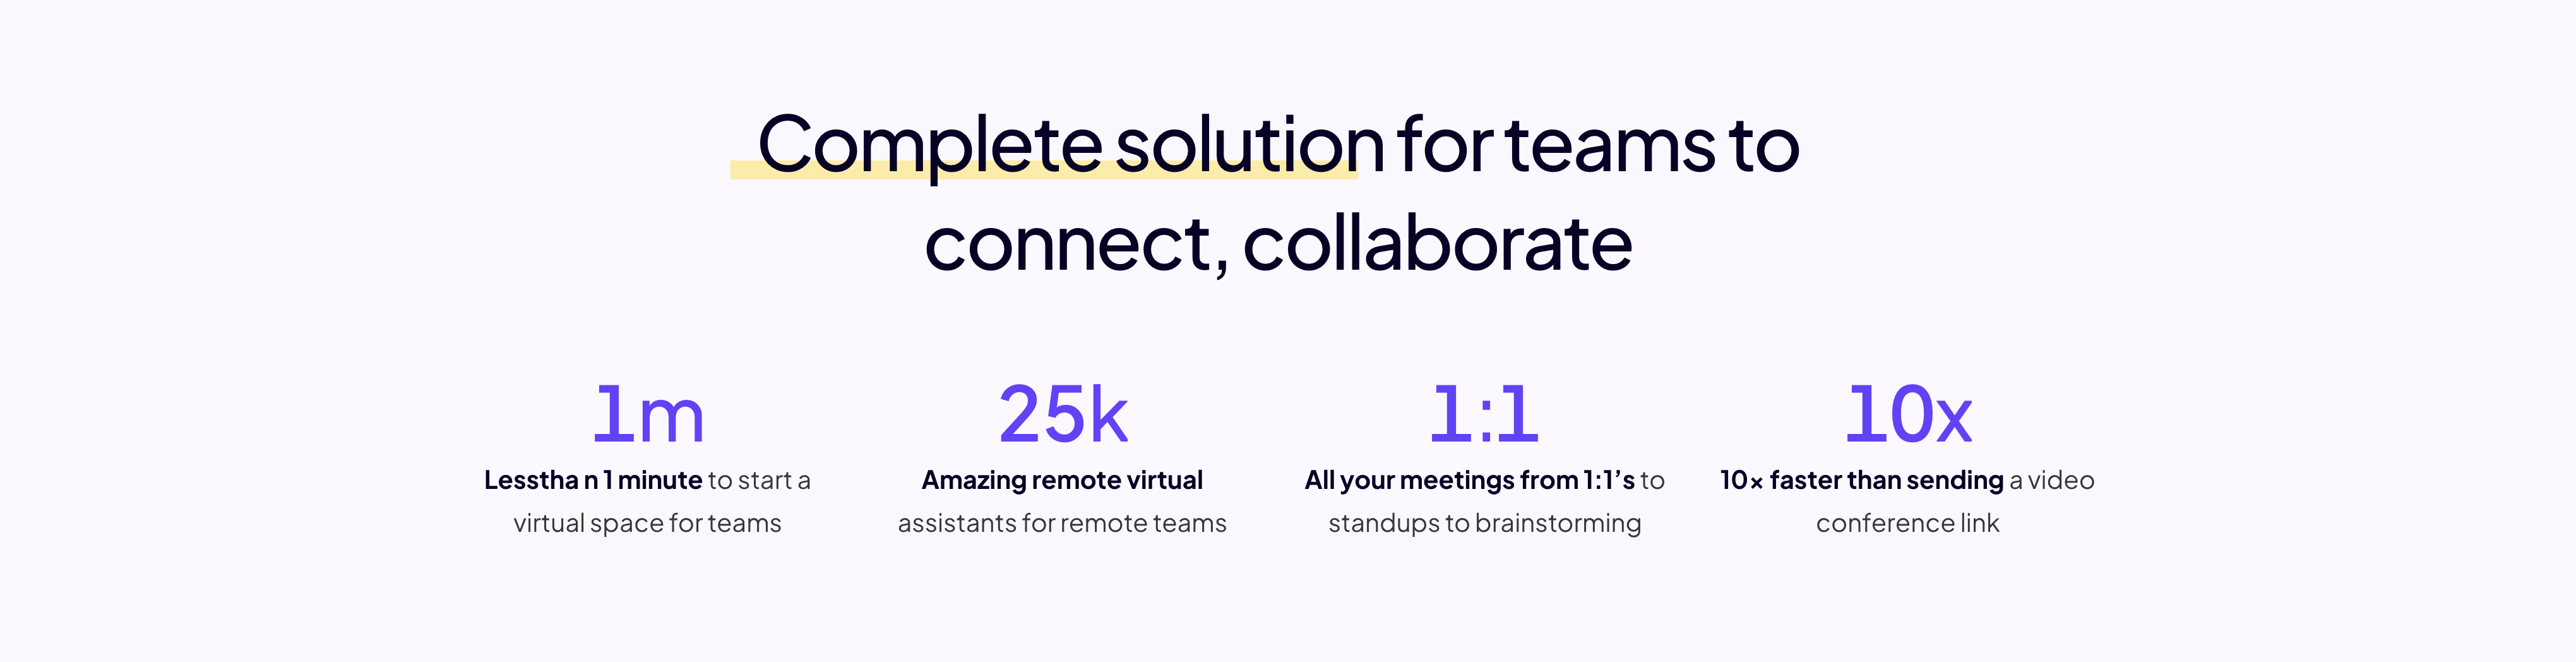 Complete solution for teams to
connect, collaborate
1m
Lesstha n 1 minute to start a
virtual space for teams
25k
Amazing remote virtual
assistants for remote teams
1:1
All your meetings from 1:1’s to
standups to brainstorming
10x
10× faster than sending a video
conference link